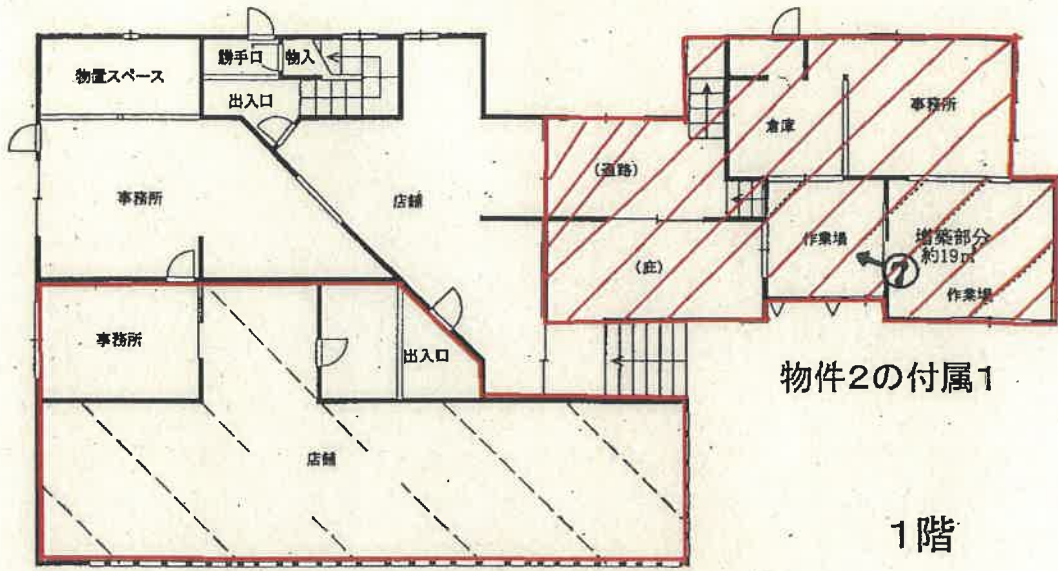 勝手口
物入
物置スペース
出入口
倉庫
事務所
(道路)
事務所
店舗
作業場
増築部分
約19㎡
(庇)
作業場
事務所
出入口
物件2の付属1
店舗
1階